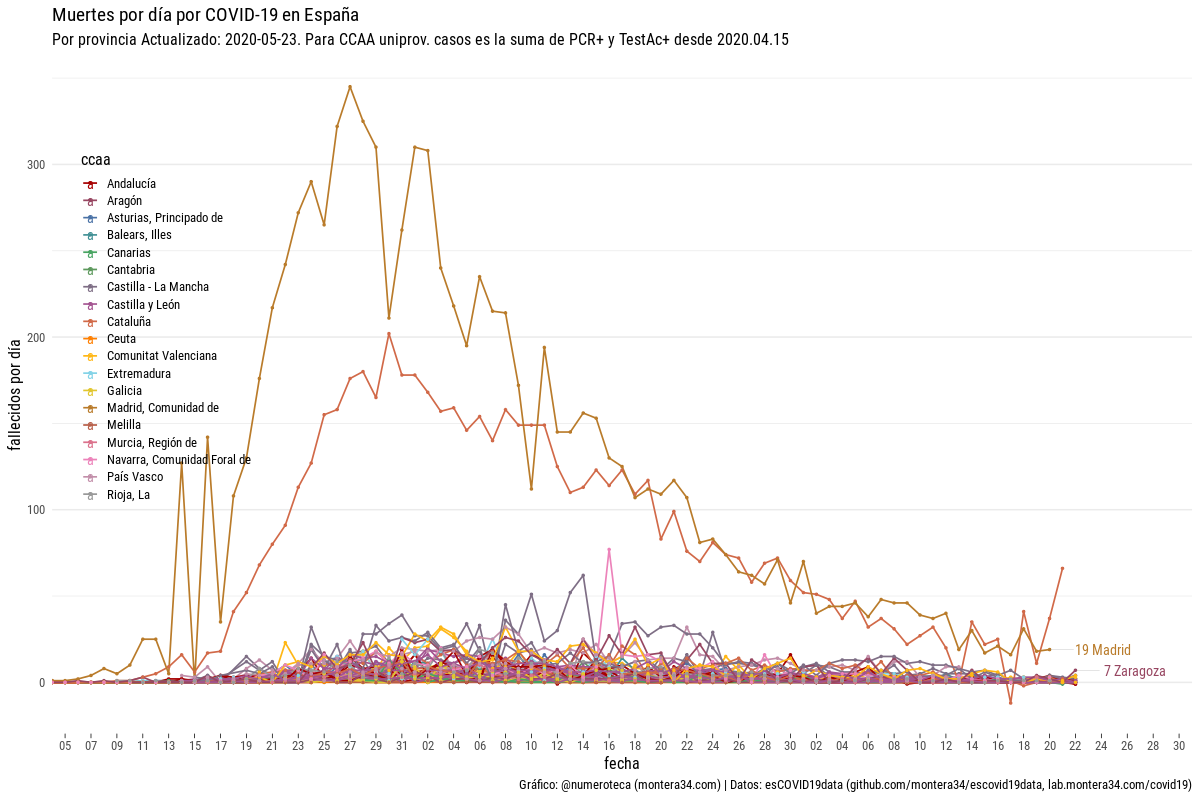 Muertes por día por COVID-19 en España
Por provincia Actualizado: 2020-05-23. Para CCAA uniprov. casos es la suma de PCR+ y TestAc+ desde 2020.04.15
300
200
100
0
fallecidos por día
ccaa
Andalucía
Aragón
Asturias, Principado de
Balears, Illes
Canarias
Cantabria
Castilla - La Mancha
Castilla y León
Cataluña
Ceuta
Comunitat Valenciana
Extremadura
Galicia
Madrid, Comunidad de
Melilla
Murcia, Región de
Navarra, Comunidad Foral de
País Vasco
Rioja, La
19 Madrid
7 Zaragoza
05 07 09 11 13 15 17 19 21 23 25 27 29 31 02 04 06 08 10 12 14 16 18 20 22 24 26 28 30 02 04 06 08 10 12 14 16 18 20 22 24 26 28 30
fecha
Gráfico: @numeroteca (montera34.com) | Datos: esCOVID19data (github.com/montera34/escovid19data, lab.montera34.com/covid19)